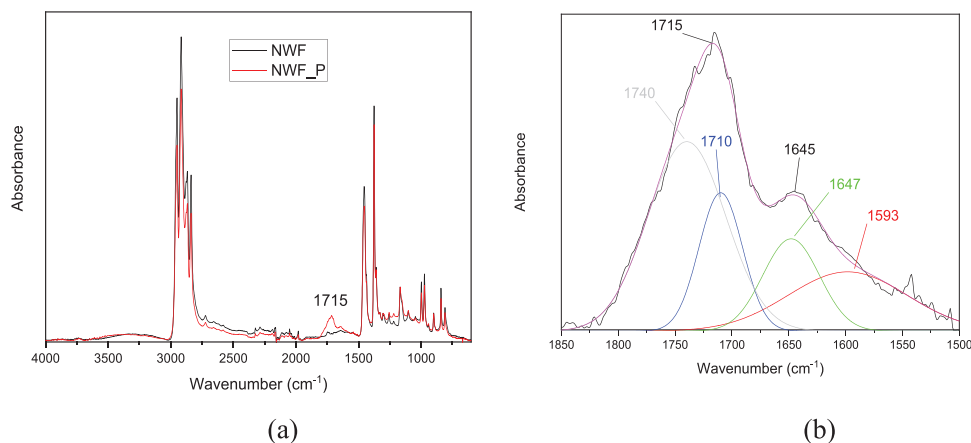 NWF
NWF_P
1715
Absorbance
4000 3500 3000 2500 2000 1500 1000
Wavenumber (cm⁻¹)
(a)
1715
1740
1710
1645
1647
1593
Absorbance
1850 1800 1750 1700 1650 1600 1550 1500
Wavenumber (cm⁻¹)
(b)